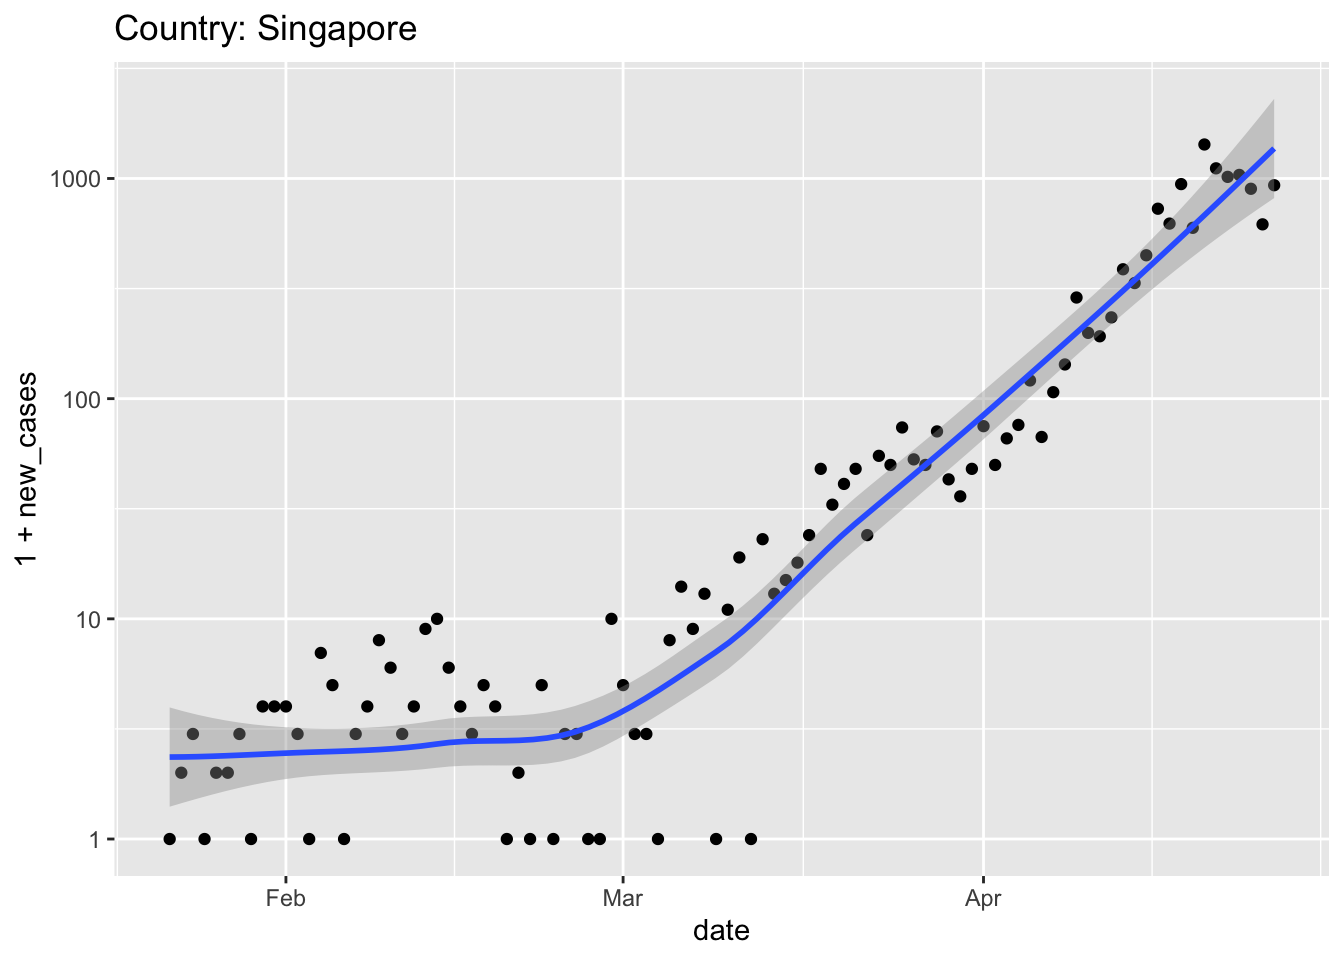 Country: Singapore
1000
100
10
1
1 + new_cases
Feb Mar Apr
date